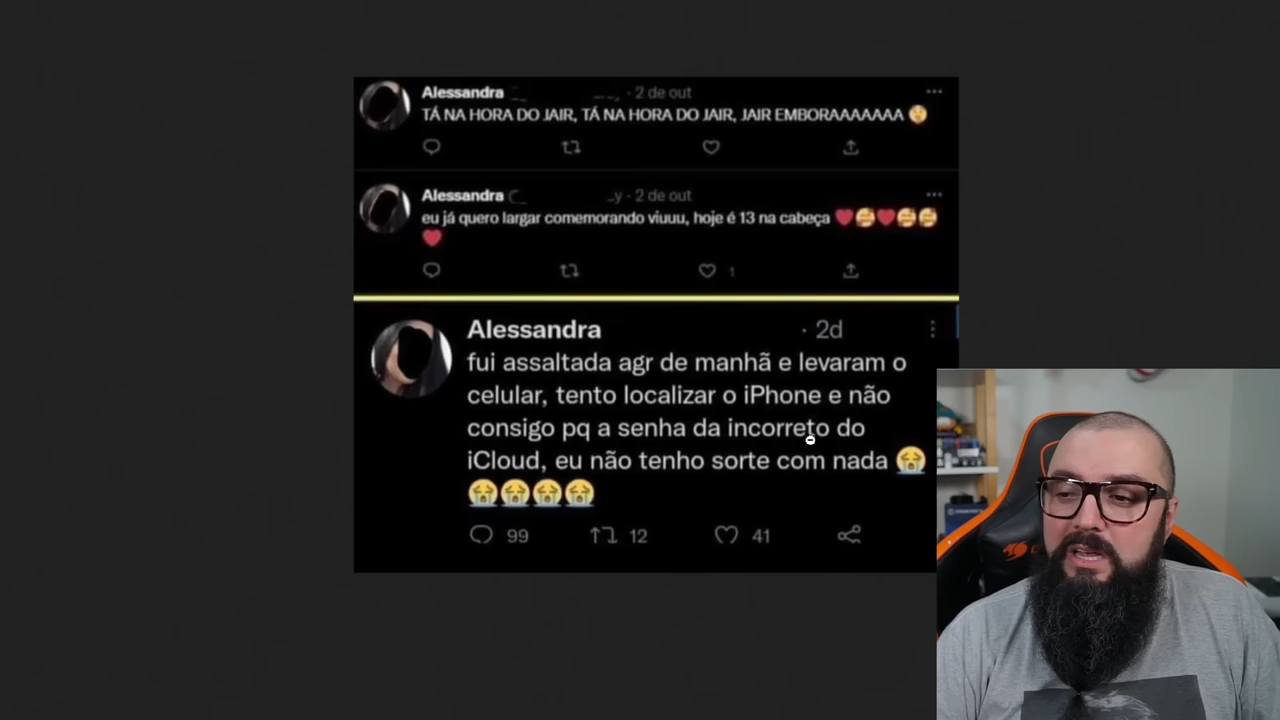 Alessandra · 2 de out
TÁ NA HORA DO JAIR, TÁ NA HORA DO JAIR, JAIR EMBORAAAAAAA 🤫
Alessandra y · 2 de out
eu já quero largar comemorando viuuu, hoje é 13 na cabeça ❤️🥰❤️🥰🥰
❤️
1
Alessandra · 2d
fui assaltada agr de manhã e levaram o
celular, tento localizar o iPhone e não
consigo pq a senha da incorreto do
iCloud, eu não tenho sorte com nada 😭
😭😭😭😭
99 12 41